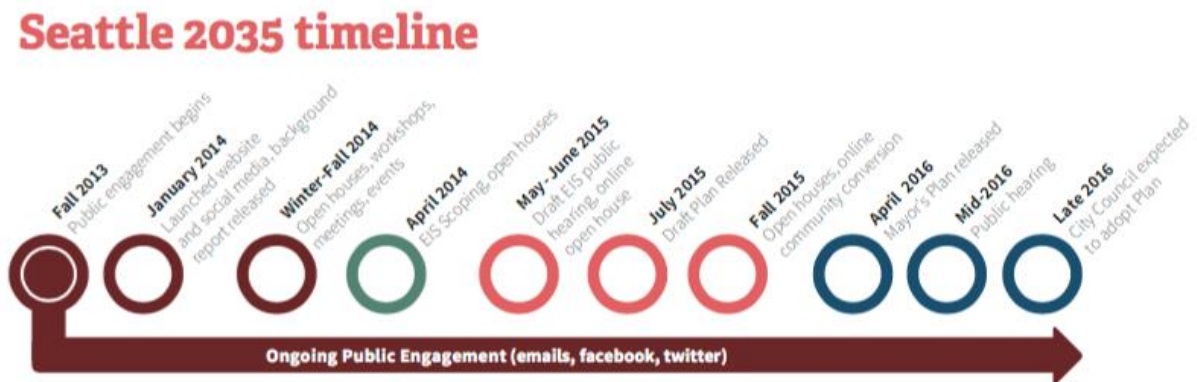 Seattle 2035 timeline
Fall 2013
Public engagement begins
January 2014
Launched website
and social media, background
report released
Winter-Fall 2014
Open houses, workshops,
meetings, events
April 2014
EIS Scoping, open houses
May-June 2015
Draft EIS public
hearing, online
open house
July 2015
Draft Plan Released
Fall 2015
Open houses, online
community conversion
April 2016
Mayor's Plan released
Mid-2016
Public hearing
Late 2016
City Council expected
to adopt Plan
Ongoing Public Engagement (emails, facebook, twitter)